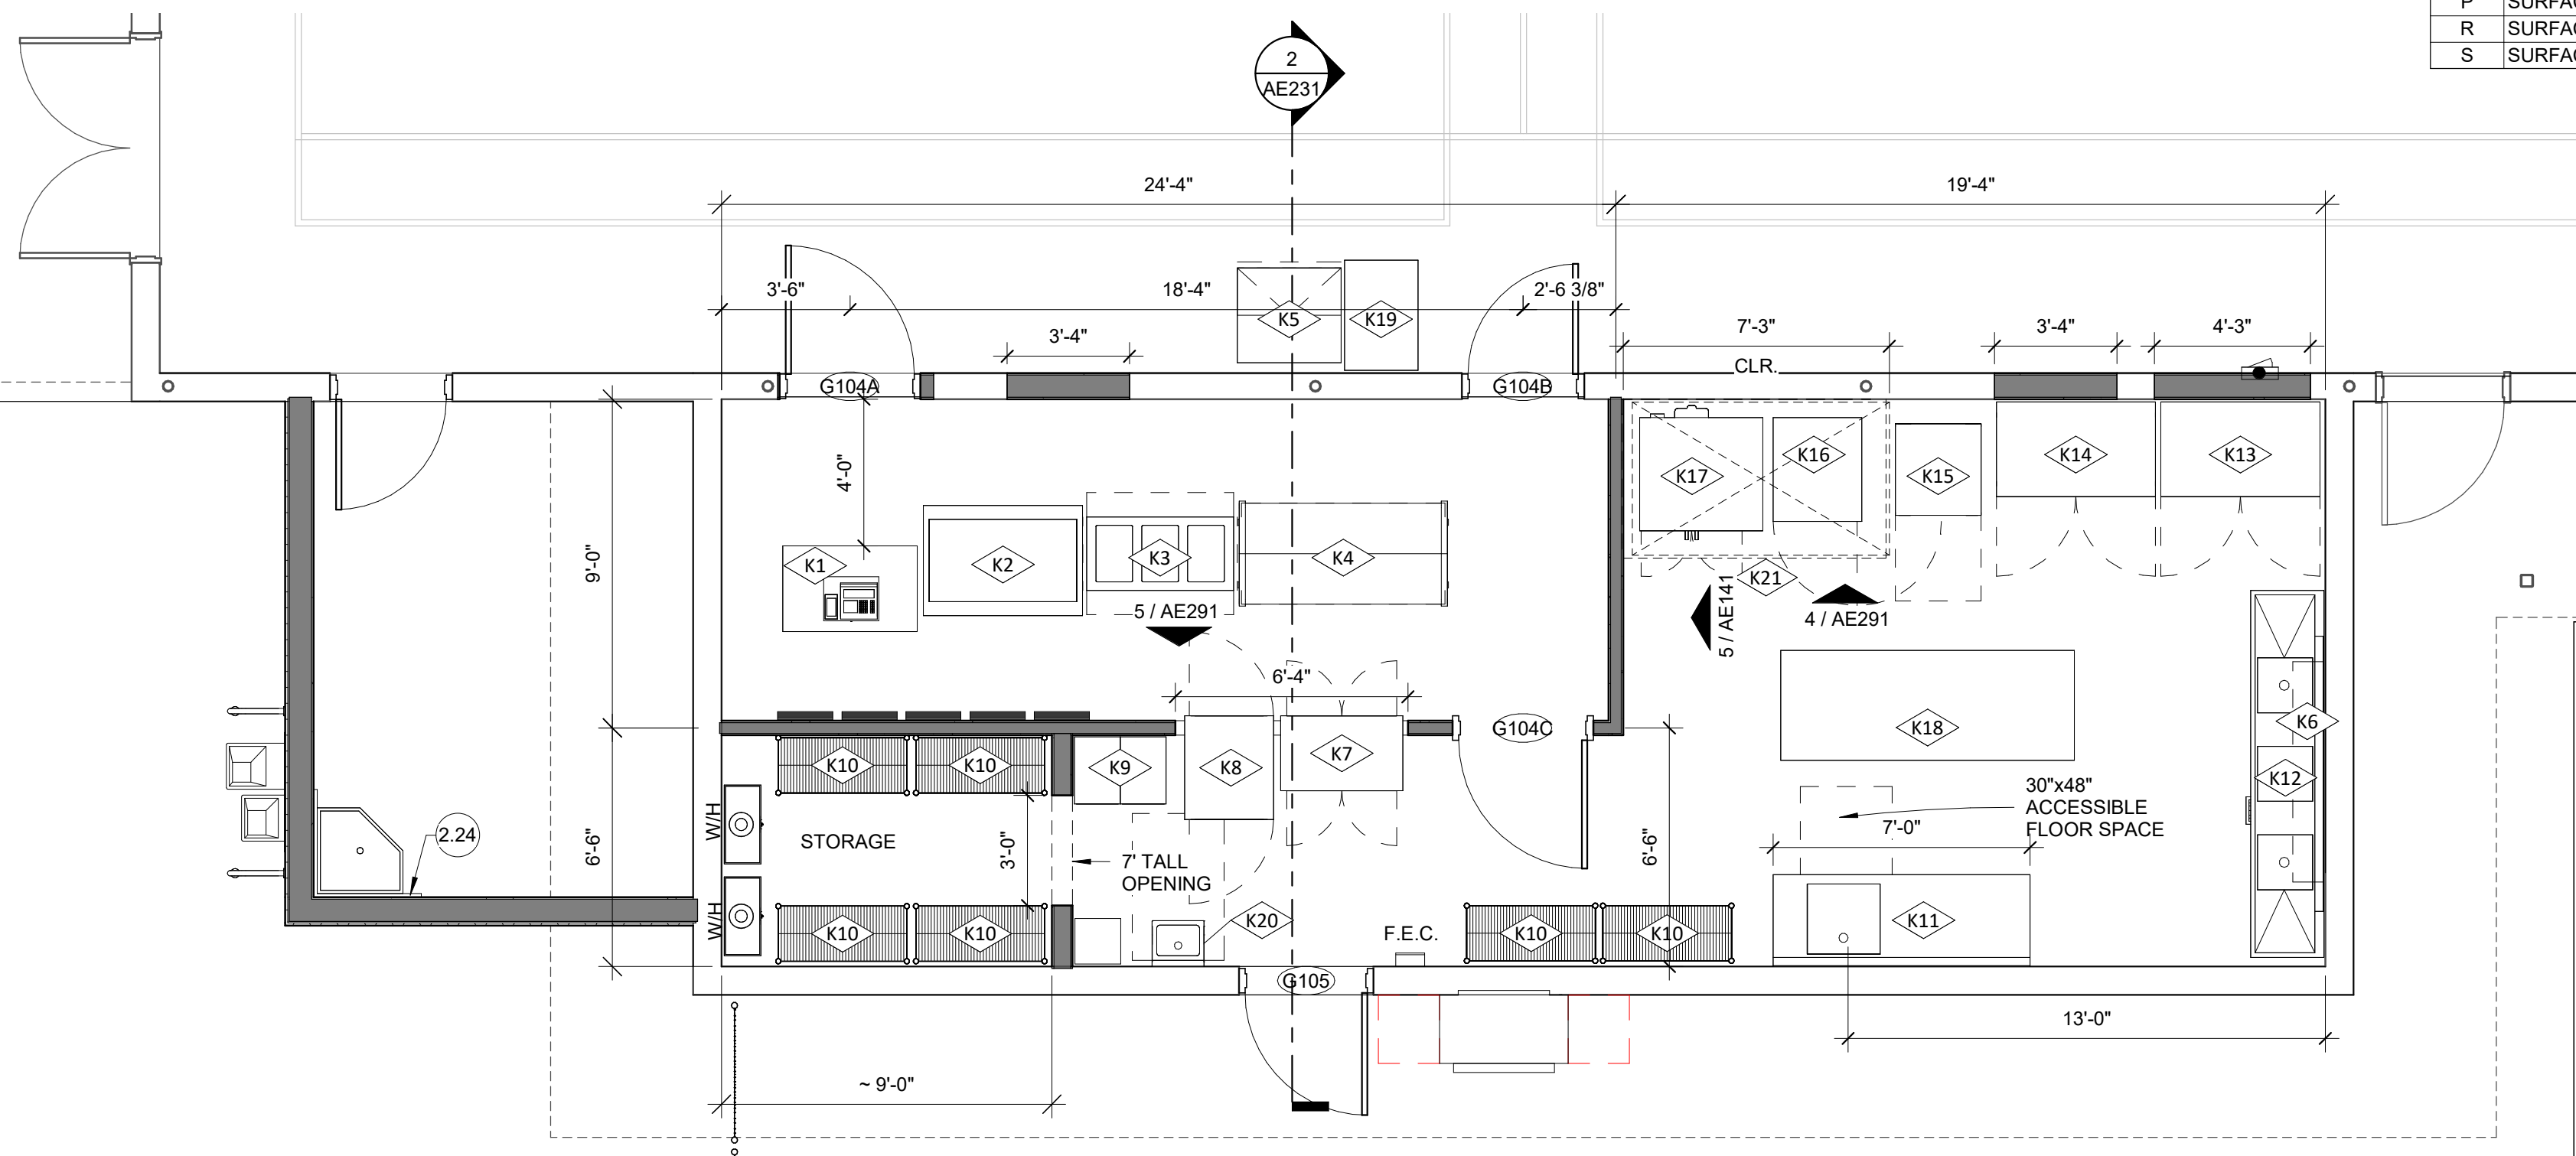 P SURFA
R SURFA
S SURFA
2
AE231
24'-4"
19'-4"
3'-6"
18'-4"
2'-6 3/8"
K5
K19
3'-4"
7'-3"
3'-4"
4'-3"
CLR.
G104A
G104B
4'-0"
K17
K16
K15
K14
K13
9'-0"
K1
K2
K3
K4
K21
5 / AE291
5 / AE141
4 / AE291
6'-4"
G104C
K18
K6
K10
K10
K9
K8
K7
K12
30"x48"
ACCESSIBLE
FLOOR SPACE
W/H
STORAGE
2.24
6'-6"
3'-0"
7' TALL
OPENING
6'-6"
7'-0"
W/H
K10
K10
K20
F.E.C.
K10
K10
K11
G105
13'-0"
~ 9'-0"